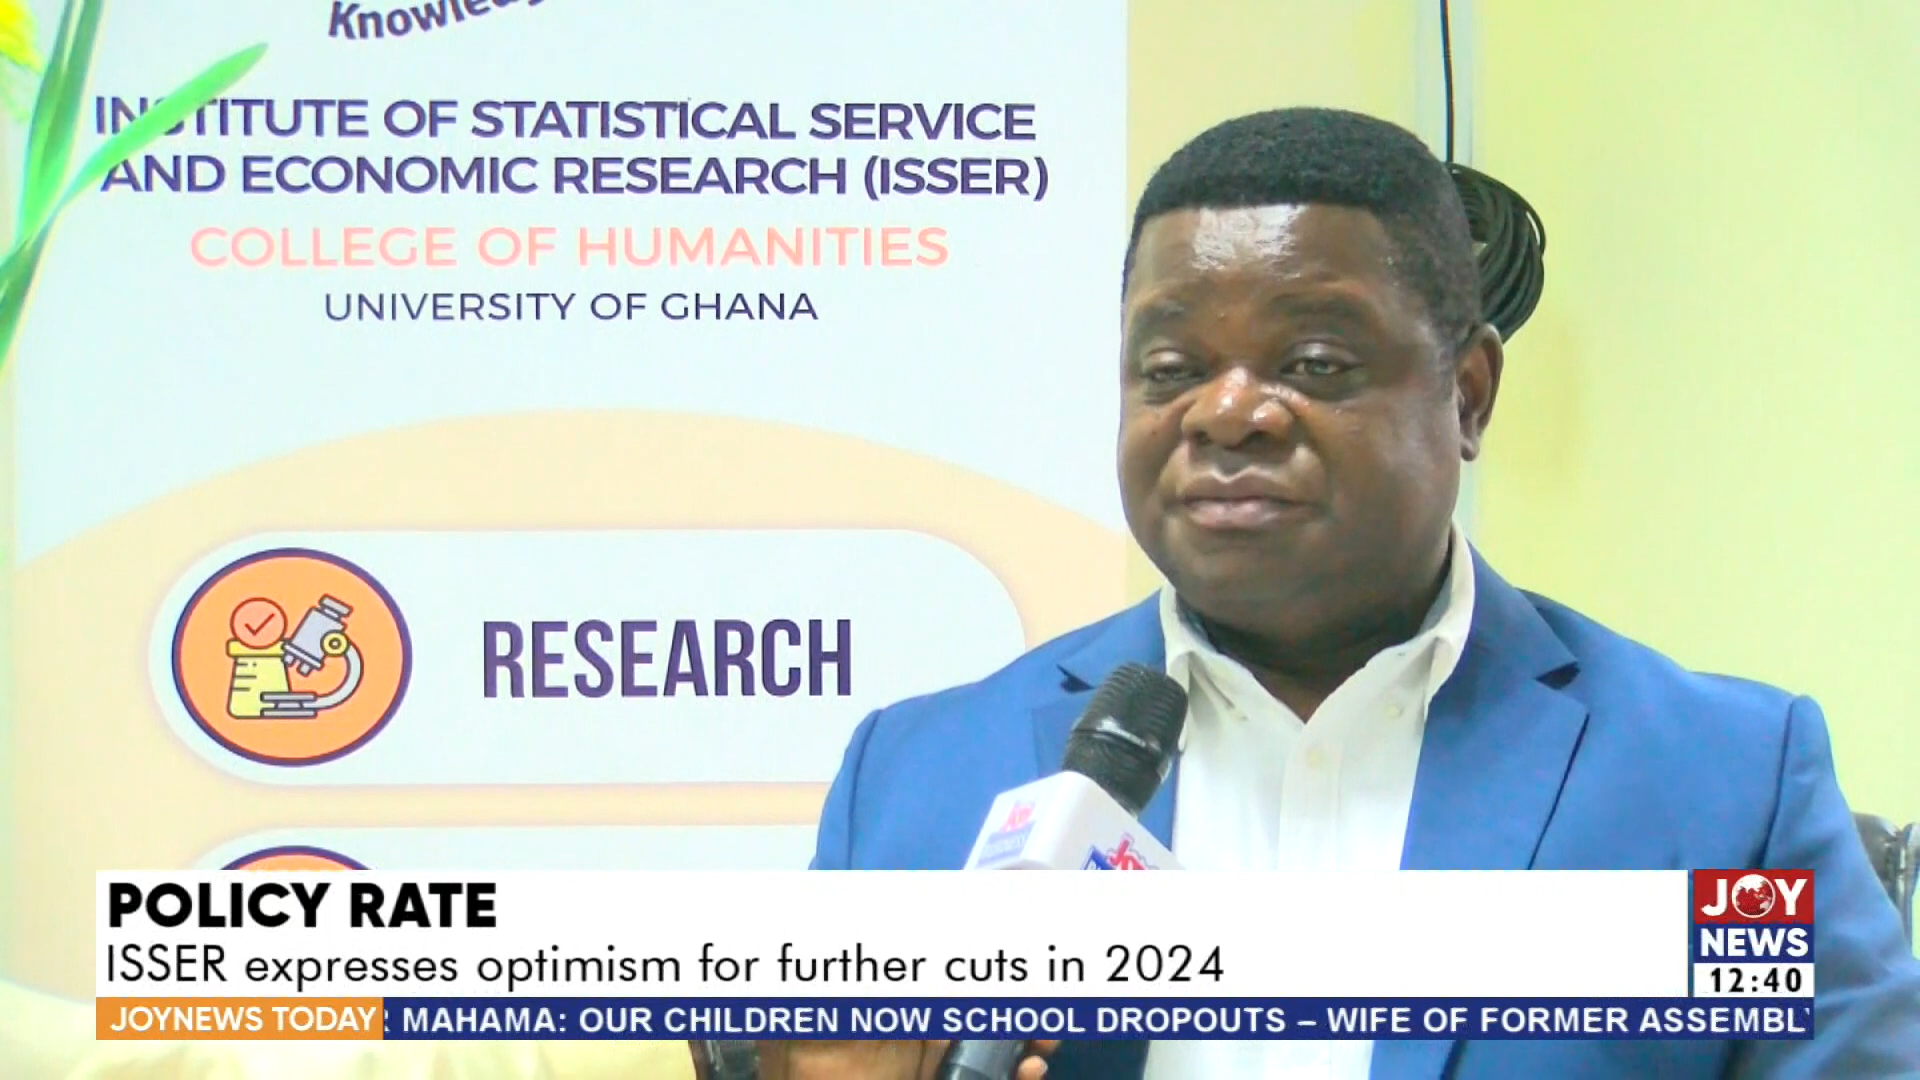 INSTITUTE OF STATISTICAL SERVICE
AND ECONOMIC RESEARCH (ISSER)
COLLEGE OF HUMANITIES
UNIVERSITY OF GHANA
RESEARCH
POLICY RATE
ISSER expresses optimism for further cuts in 2024
JOY
NEWS
12:40
JOYNEWS TODAY
MAHAMA: OUR CHILDREN NOW SCHOOL DROPOUTS – WIFE OF FORMER ASSEMBL